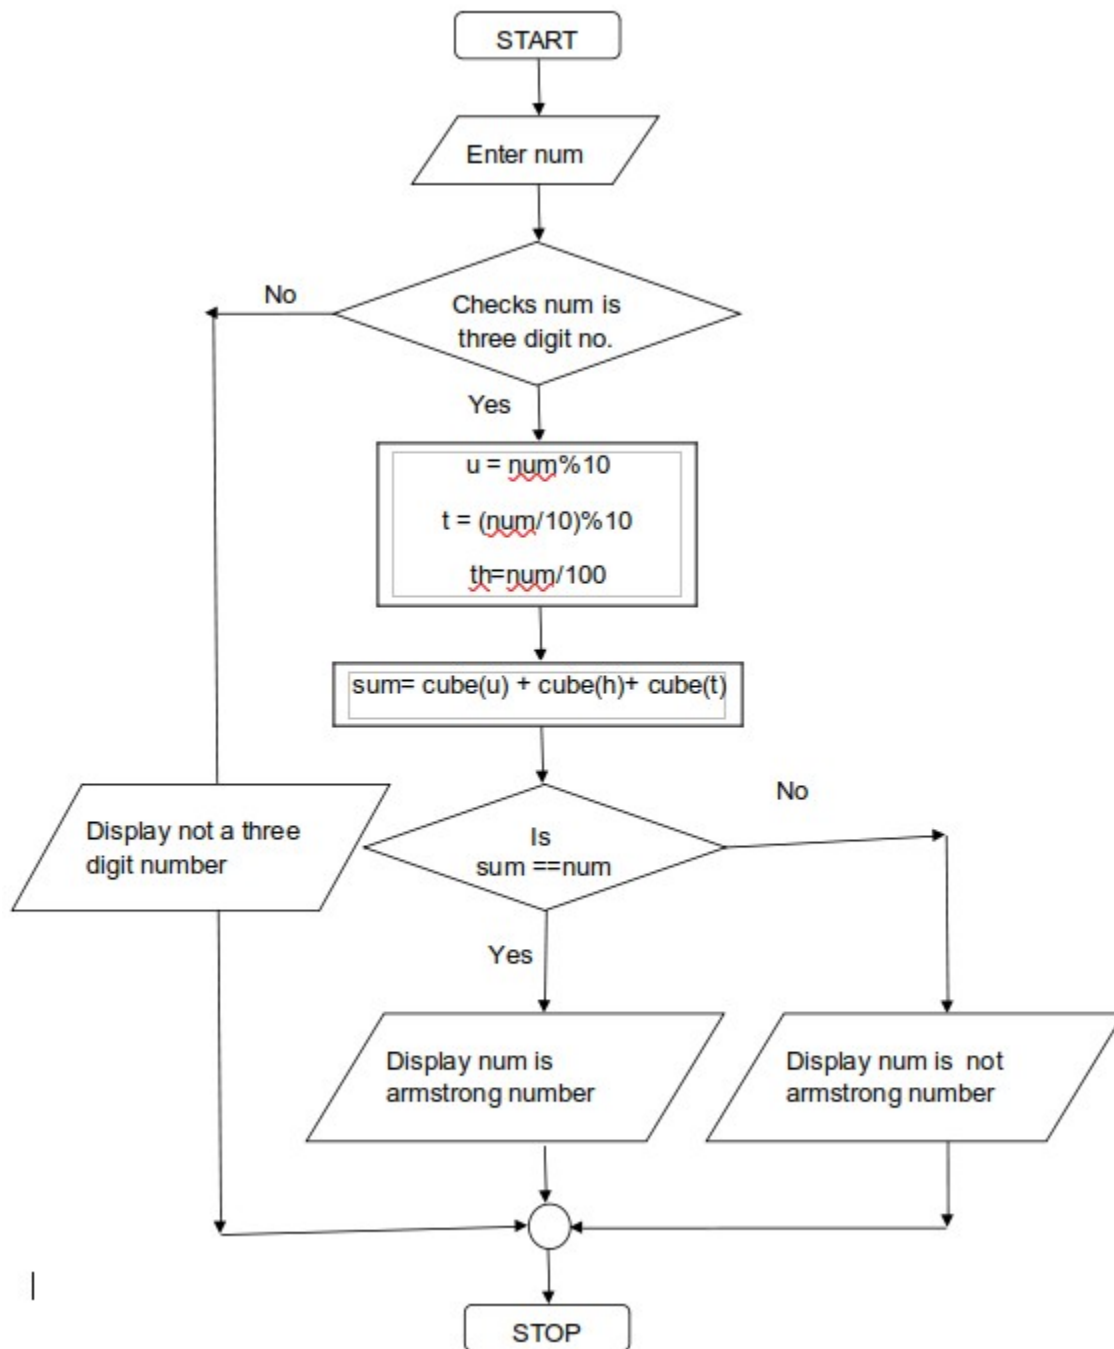 START
Enter num
No
Checks num is
three digit no.
Yes
u = num%10
t = (num/10)%10
th=num/100
sum= cube(u) + cube(h)+ cube(t)
No
Display not a three
digit number
Is
sum ==num
Yes
Display num is
armstrong number
Display num is  not
armstrong number
STOP